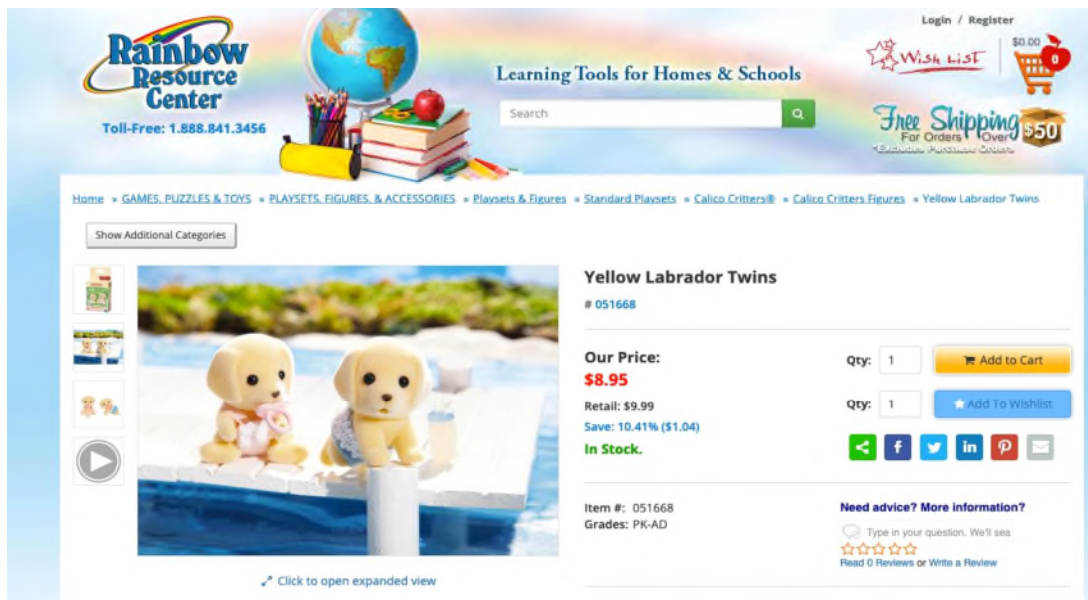 Rainbow
Resource
Center
Toll-Free: 1.888.841.3456
Learning Tools for Homes & Schools
Search
Login / Register
Wish List
$0.00
0
Free Shipping
For Orders Over $50
*Excludes Purchase Orders
Home » GAMES, PUZZLES & TOYS » PLAYSETS, FIGURES, & ACCESSORIES » Playsets & Figures » Standard Playsets » Calico Critters® » Calico Critters Figures » Yellow Labrador Twins
Show Additional Categories
Click to open expanded view
Yellow Labrador Twins
# 051668
Our Price:
$8.95
Retail: $9.99
Save: 10.41% ($1.04)
In Stock.
Qty: 1 Add to Cart
Qty: 1 Add To Wishlist
Item #: 051668
Grades: PK-AD
Need advice? More information?
Type in your question. We'll sea
Read 0 Reviews or Write a Review